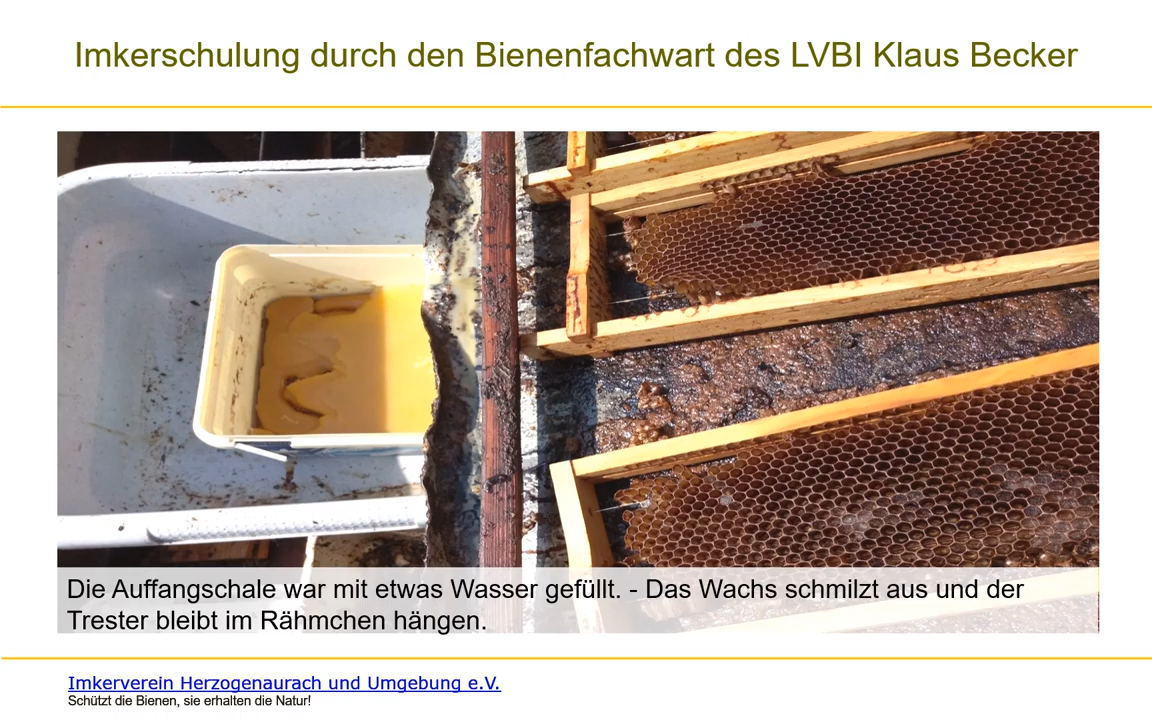 Imkerschulung durch den Bienenfachwart des LVBI Klaus Becker
Die Auffangschale war mit etwas Wasser gefüllt. - Das Wachs schmilzt aus und der
Trester bleibt im Rähmchen hängen.
Imkerverein Herzogenaurach und Umgebung e.V.
Schützt die Bienen, sie erhalten die Natur!